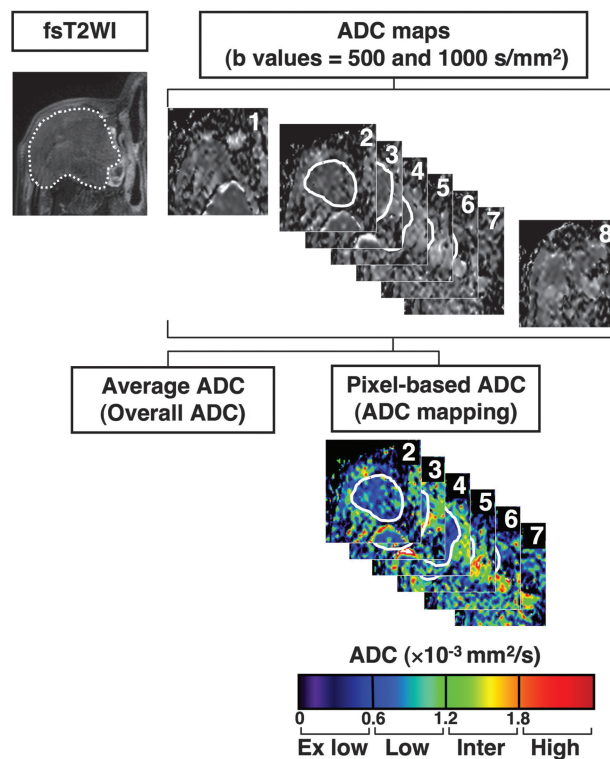 fsT2WI
ADC maps
(b values = 500 and 1000 s/mm²)
1
2
3
4
5
6
7
8
Average ADC
(Overall ADC)
Pixel-based ADC
(ADC mapping)
2
3
4
5
6
7
ADC (×10⁻³ mm²/s)
0 0.6 1.2 1.8
Ex low Low Inter High